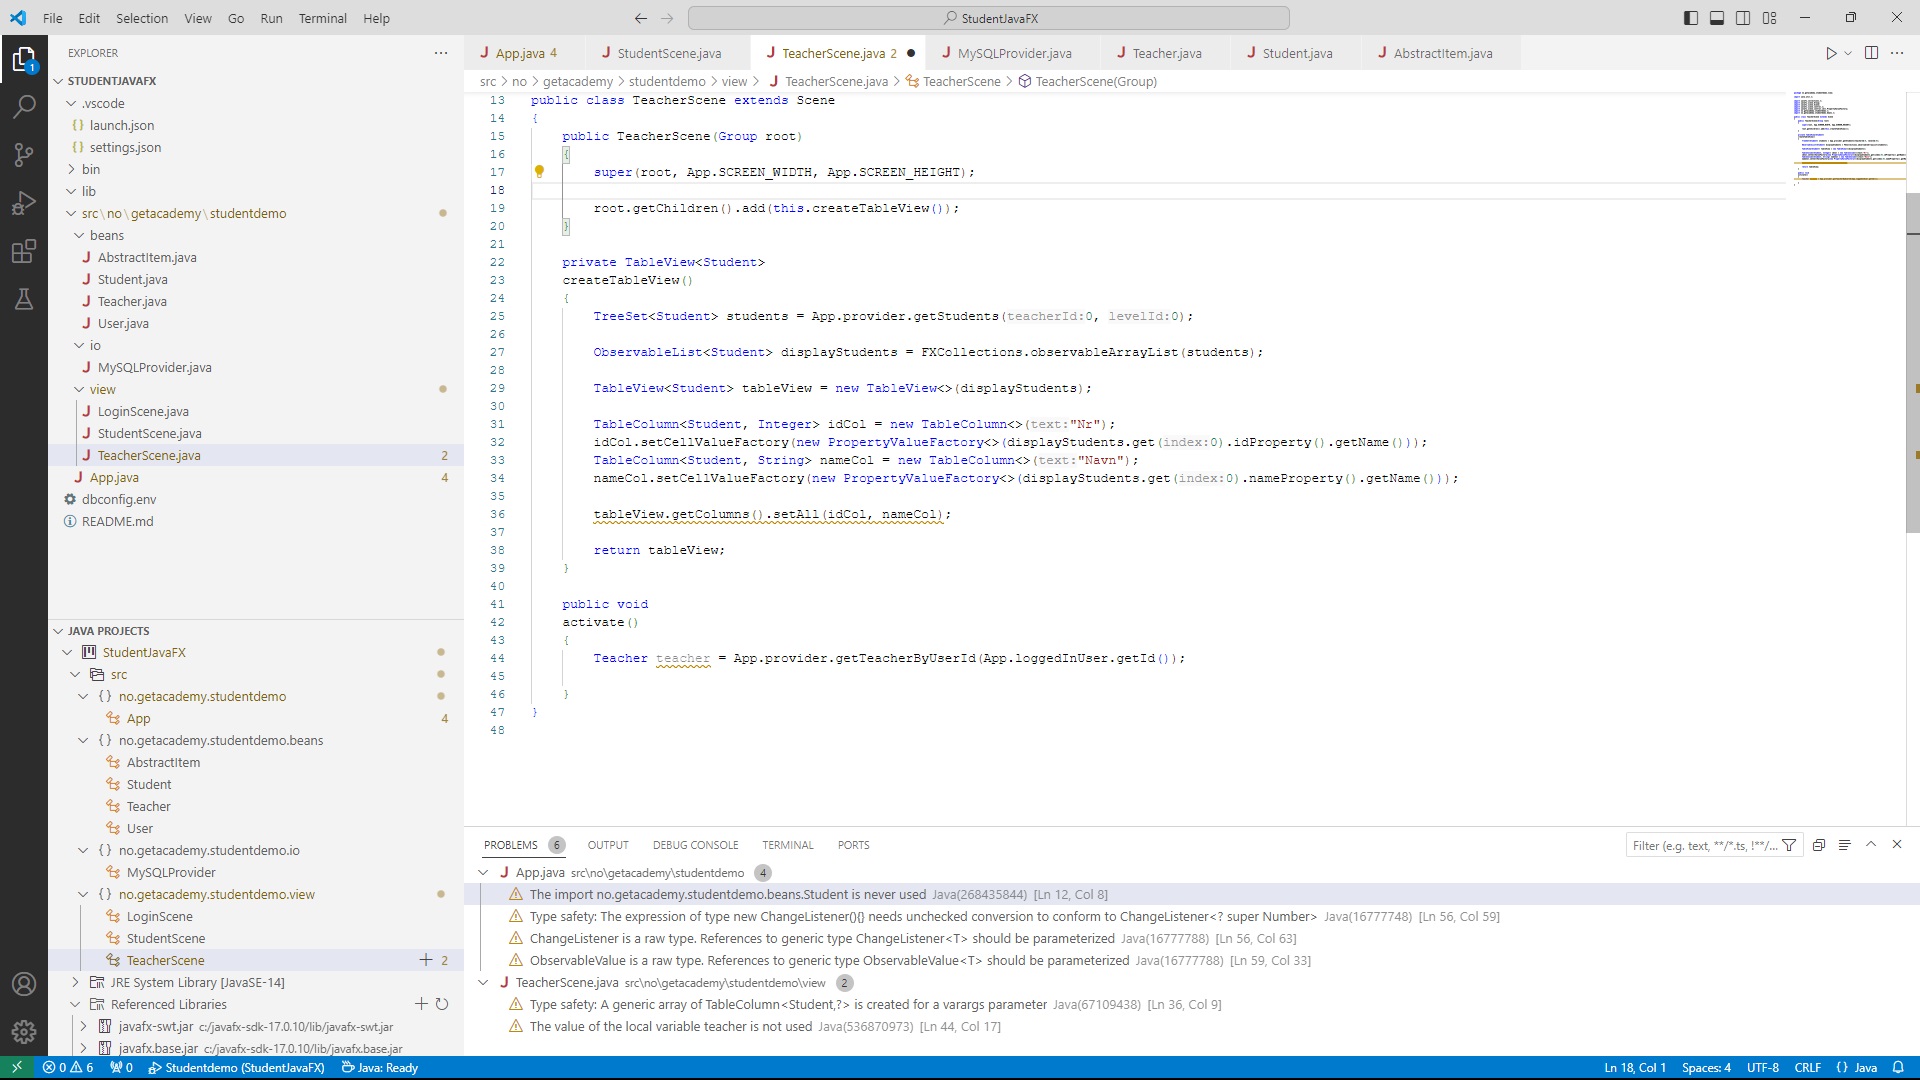 File Edit Selection View Go Run Terminal Help
StudentJavaFX
EXPLORER
STUDENTJAVAFX
.vscode
{} launch.json
{} settings.json
bin
lib
src\no\getacademy\studentdemo
beans
J AbstractItem.java
J Student.java
J Teacher.java
J User.java
io
J MySQLProvider.java
view
J LoginScene.java
J StudentScene.java
J TeacherScene.java 2
J App.java 4
dbconfig.env
README.md
JAVA PROJECTS
StudentJavaFX
src
{} no.getacademy.studentdemo
App 4
{} no.getacademy.studentdemo.beans
AbstractItem
Student
Teacher
User
{} no.getacademy.studentdemo.io
MySQLProvider
{} no.getacademy.studentdemo.view
LoginScene
StudentScene
TeacherScene 2
JRE System Library [JavaSE-14]
Referenced Libraries
javafx-swt.jar c:/javafx-sdk-17.0.10/lib/javafx-swt.jar
javafx.base.jar c:/javafx-sdk-17.0.10/lib/javafx.base.jar
J App.java 4 J StudentScene.java J TeacherScene.java 2 J MySQLProvider.java J Teacher.java J Student.java J AbstractItem.java
src > no > getacademy > studentdemo > view > J TeacherScene.java > TeacherScene > TeacherScene(Group)
13 public class TeacherScene extends Scene
14 {
15 public TeacherScene(Group root)
16 {
17 super(root, App.SCREEN_WIDTH, App.SCREEN_HEIGHT);
18
19 root.getChildren().add(this.createTableView());
20 }
21
22 private TableView<Student>
23 createTableView()
24 {
25 TreeSet<Student> students = App.provider.getStudents(teacherId:0, levelId:0);
26
27 ObservableList<Student> displayStudents = FXCollections.observableArrayList(students);
28
29 TableView<Student> tableView = new TableView<>(displayStudents);
30
31 TableColumn<Student, Integer> idCol = new TableColumn<>(text:"Nr");
32 idCol.setCellValueFactory(new PropertyValueFactory<>(displayStudents.get(index:0).idProperty().getName()));
33 TableColumn<Student, String> nameCol = new TableColumn<>(text:"Navn");
34 nameCol.setCellValueFactory(new PropertyValueFactory<>(displayStudents.get(index:0).nameProperty().getName()));
35
36 tableView.getColumns().setAll(idCol, nameCol);
37
38 return tableView;
39 }
40
41 public void
42 activate()
43 {
44 Teacher teacher = App.provider.getTeacherByUserId(App.loggedInUser.getId());
45
46 }
47 }
48
PROBLEMS 6 OUTPUT DEBUG CONSOLE TERMINAL PORTS Filter (e.g. text, **/*.ts, !**/...
J App.java src\no\getacademy\studentdemo 4
The import no.getacademy.studentdemo.beans.Student is never used Java(268435844) [Ln 12, Col 8]
Type safety: The expression of type new ChangeListener(){} needs unchecked conversion to conform to ChangeListener<? super Number> Java(16777748) [Ln 56, Col 59]
ChangeListener is a raw type. References to generic type ChangeListener<T> should be parameterized Java(16777788) [Ln 56, Col 63]
ObservableValue is a raw type. References to generic type ObservableValue<T> should be parameterized Java(16777788) [Ln 59, Col 33]
J TeacherScene.java src\no\getacademy\studentdemo\view 2
Type safety: A generic array of TableColumn<Student,?> is created for a varargs parameter Java(67109438) [Ln 36, Col 9]
The value of the local variable teacher is not used Java(536870973) [Ln 44, Col 17]
0 6 0 Studentdemo (StudentJavaFX) Java: Ready Ln 18, Col 1 Spaces: 4 UTF-8 CRLF {} Java